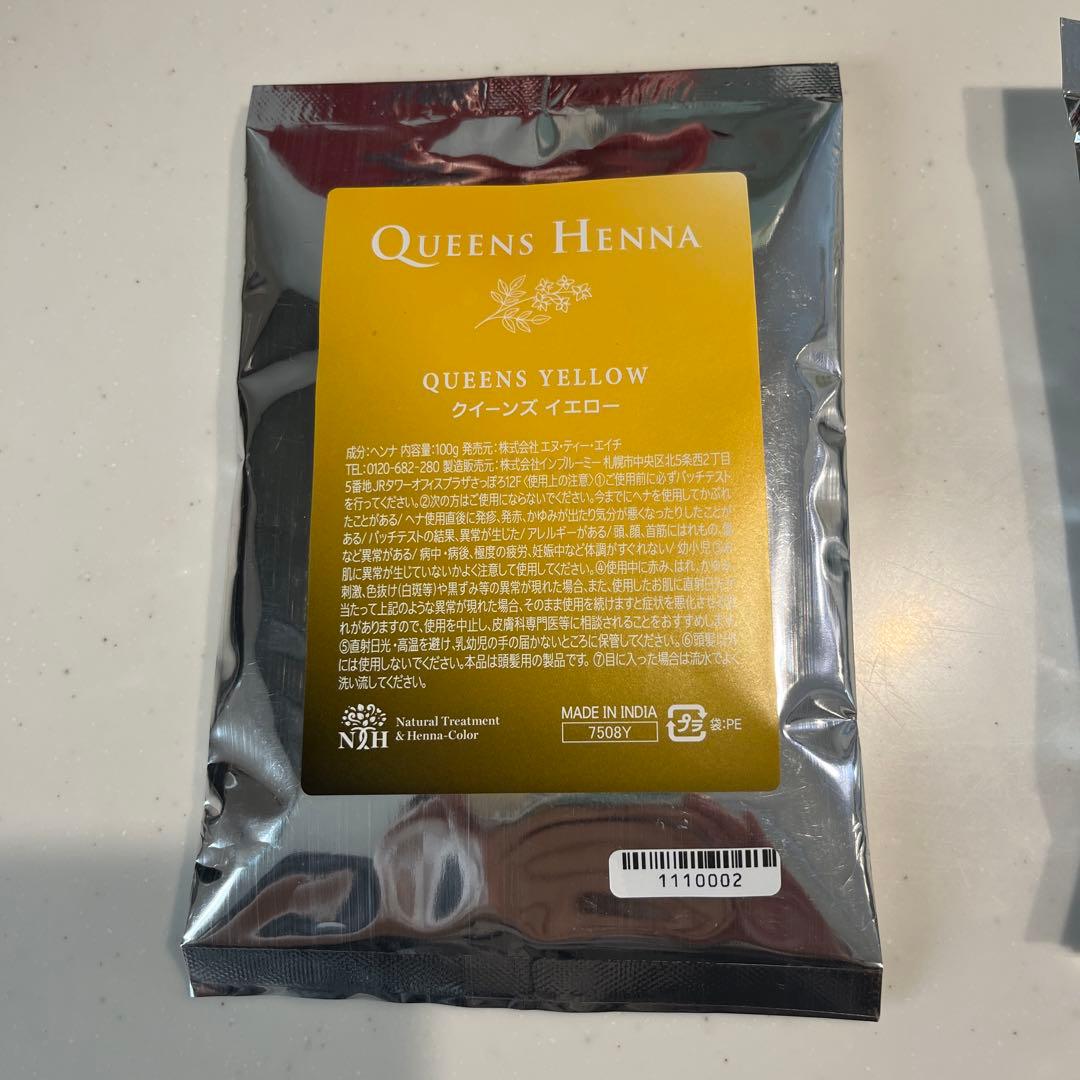 QUEENS HENNA
QUEENS YELLOW
クイーンズ イエロー
成分:ヘンナ 内容量:100g 発売元:株式会社 エヌ・ティー・エイチ
TEL:0120-682-280 製造販売元:株式会社インブルーミー 札幌市中央区北5条西2丁目
5番地 JRタワーオフィスプラザさっぽろ12F〈使用上の注意〉①ご使用前に必ずパッチテスト
を行ってください。②次の方はご使用にならないでください。今までにヘナを使用してかぶれ
たことがある/ヘナ使用直後に発疹、発赤、かゆみが出たり気分が悪くなったりしたことが
ある/パッチテストの結果、異常が生じた/アレルギーがある/頭、顔、首筋にはれもの、傷
など異常がある/病中・病後、極度の疲労、妊娠中など体調がすぐれない/幼小児
肌に異常が生じていないかよく注意して使用してください。④使用中に赤み、はれ、かゆみ、
刺激、色抜け(白斑等)や黒ずみ等の異常が現れた場合、また、使用したお肌に直射日光が
当たって上記のような異常が現れた場合、そのまま使用を続けますと症状を悪化させ
れがありますので、使用を中止し、皮膚科専門医等に相談されることをおすすめします。
⑤直射日光・高温を避け、乳幼児の手の届かないところに保管してください。⑥頭髪以外
には使用しないでください。本品は頭髪用の製品です。⑦目に入った場合は流水でよく
洗い流してください。
NTH
Natural Treatment
& Henna-Color
MADE IN INDIA
7508Y
プラ 袋:PE
1110002